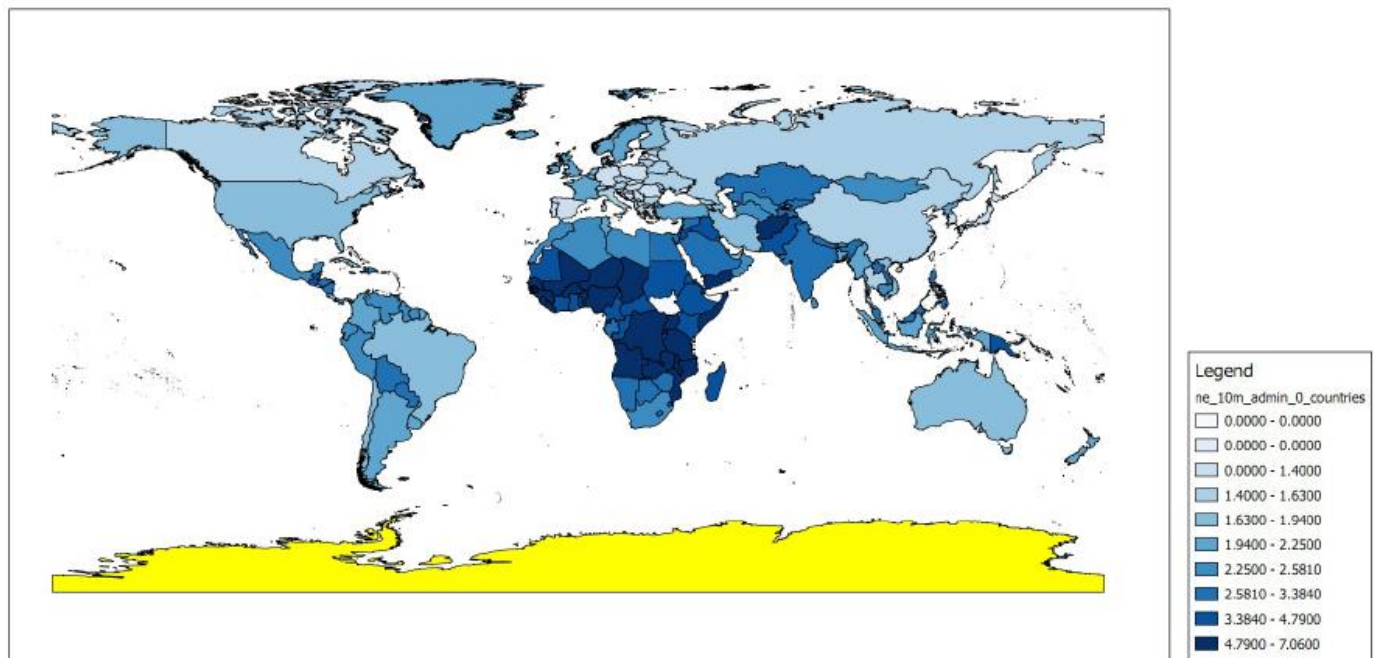 Legend
ne_10m_admin_0_countries
0.0000 - 0.0000
0.0000 - 0.0000
0.0000 - 1.4000
1.4000 - 1.6300
1.6300 - 1.9400
1.9400 - 2.2500
2.2500 - 2.5810
2.5810 - 3.3840
3.3840 - 4.7900
4.7900 - 7.0600